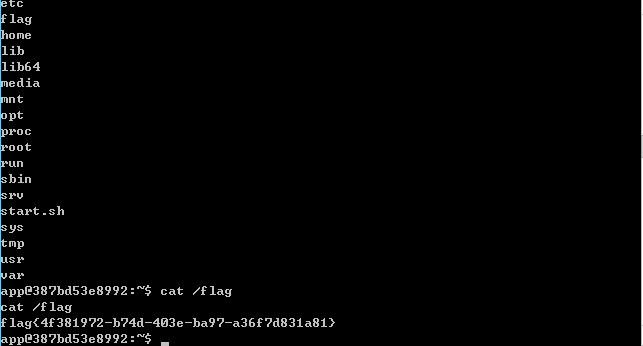 etc
flag
home
lib
lib64
media
mnt
opt
proc
root
run
sbin
srv
start.sh
sys
tmp
usr
var
app@387bd53e8992:~$ cat /flag
cat /flag
flag{4f381972-b74d-403e-ba97-a36f7d831a81}
app@387bd53e8992:~$